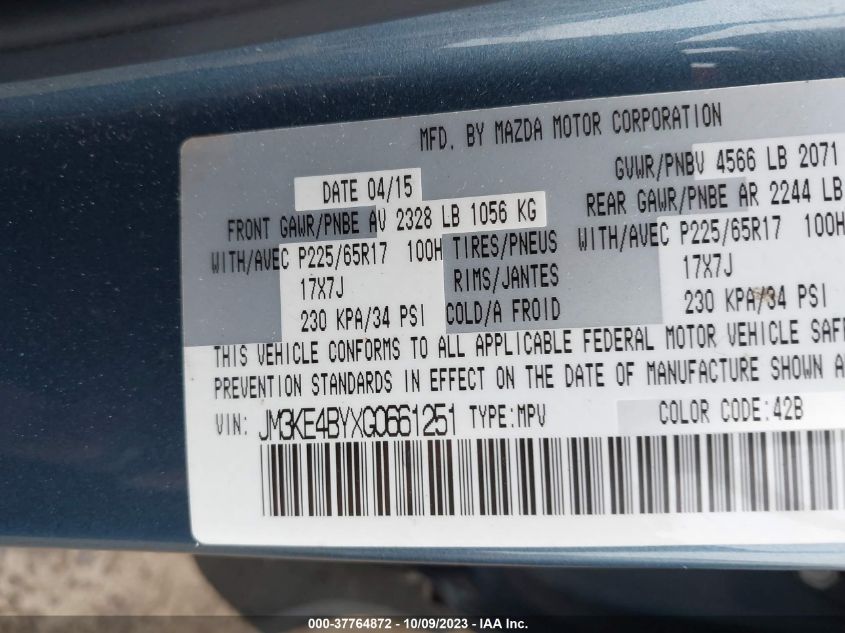 MFD. BY MAZDA MOTOR CORPORATION
DATE 04/15 GVWR/PNBV 4566 LB 2071
FRONT GAWR/PNBE AV 2328 LB 1056 KG REAR GAWR/PNBE AR 2244 LB
WITH/AVEC P225/65R17 100H TIRES/PNEUS WITH/AVEC P225/65R17 100H
17X7J RIMS/JANTES 17X7J
230 KPA/34 PSI COLD/A FROID 230 KPA/34 PSI
THIS VEHICLE CONFORMS TO ALL APPLICABLE FEDERAL MOTOR VEHICLE SAFE
PREVENTION STANDARDS IN EFFECT ON THE DATE OF MANUFACTURE SHOWN A
VIN: JM3KE4BYXG0661251 TYPE:MPV COLOR CODE:42B
000-37764872 - 10/09/2023 - IAA Inc.